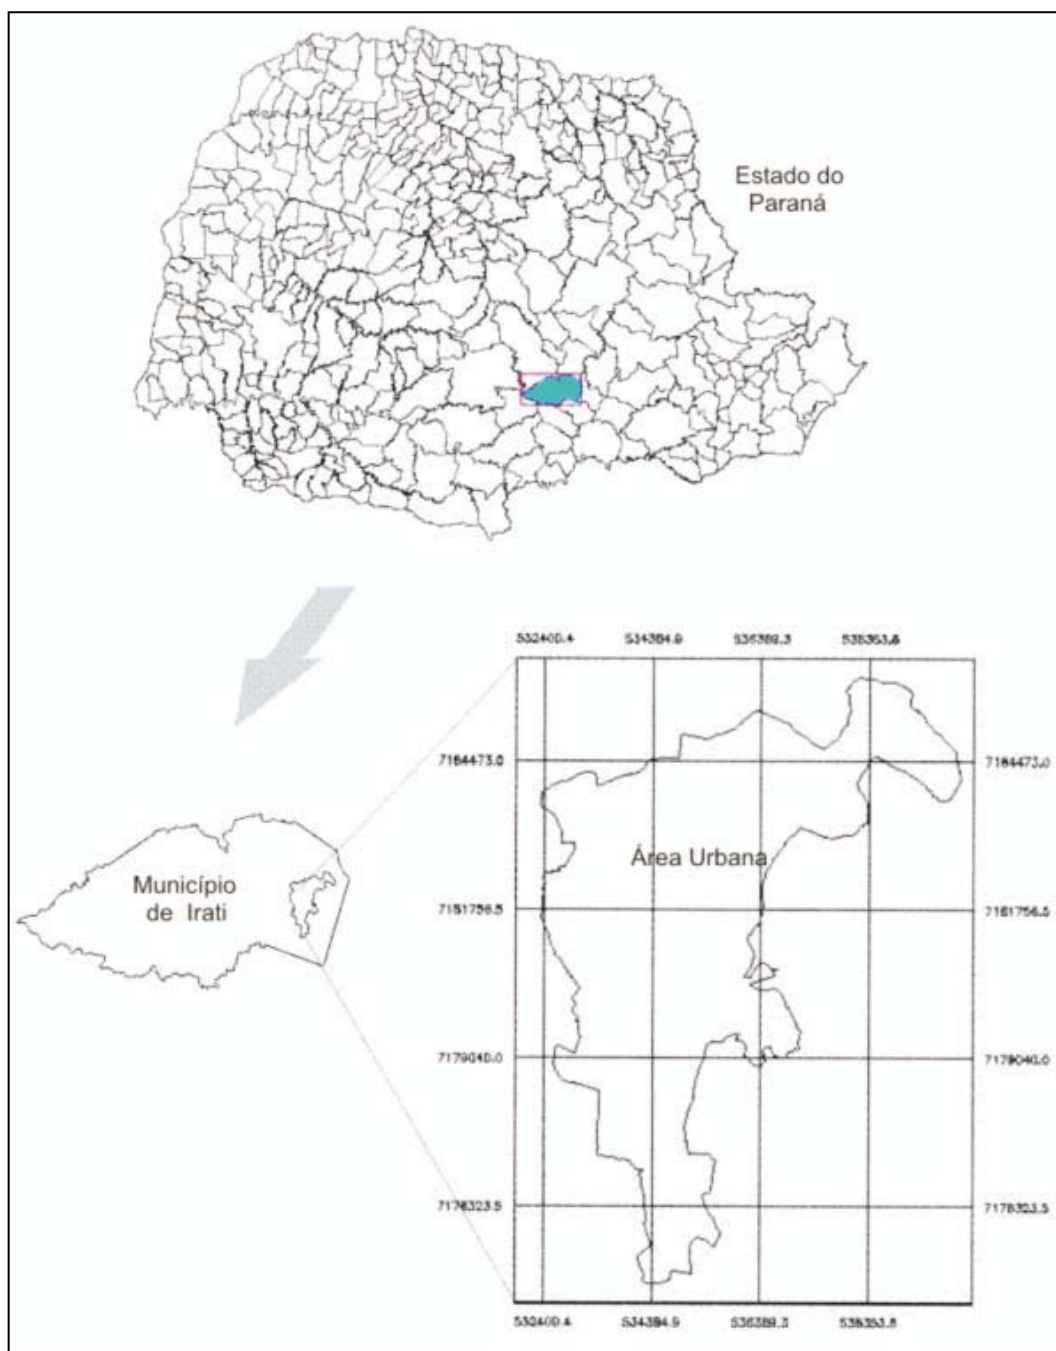 Estado do
Paraná
532400.4 534384.9 536369.3 538353.8
7184473.0 7184473.0
Município
de Irati
Área Urbana
7181756.5 7181756.5
7179040.0 7179040.0
7176323.5 7176323.5
532400.4 534384.9 536369.3 538353.8